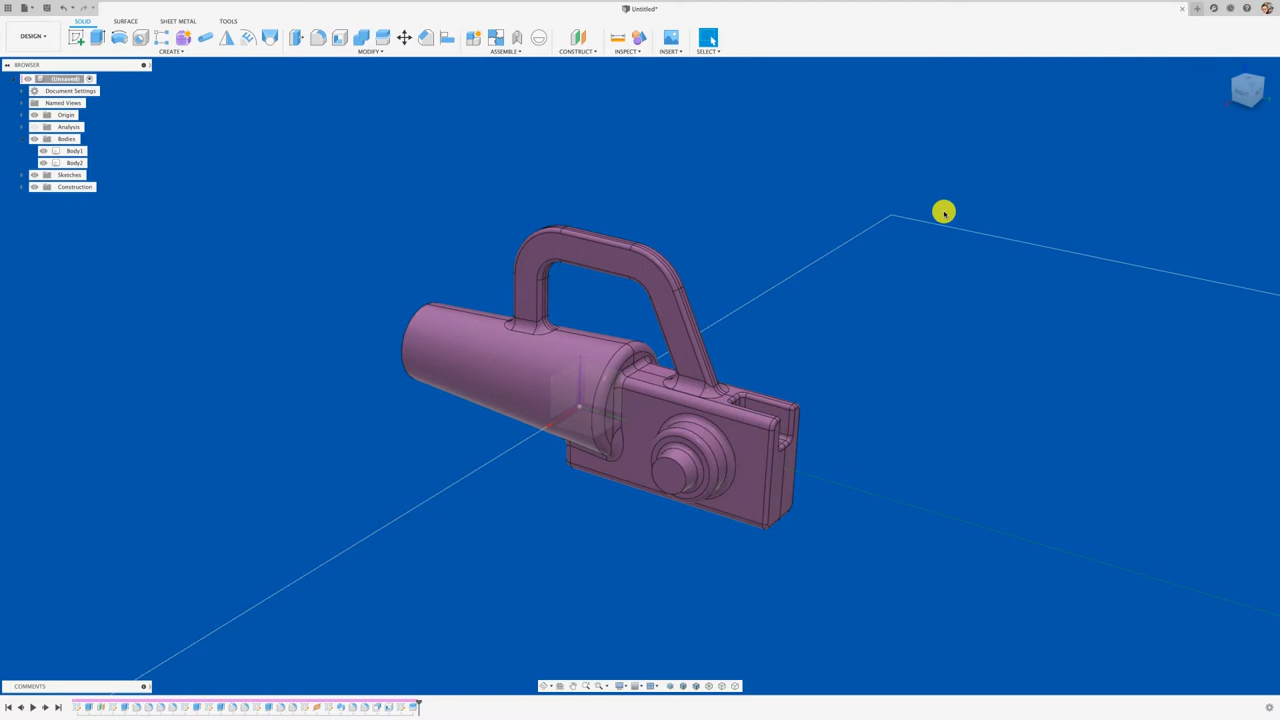 Untitled*
DESIGN ▾
SOLID SURFACE SHEET METAL TOOLS
CREATE ▾ MODIFY ▾ ASSEMBLE ▾ CONSTRUCT ▾ INSPECT ▾ INSERT ▾ SELECT ▾
BROWSER
(Unsaved)
Document Settings
Named Views
Origin
Analysis
Bodies
Body1
Body2
Sketches
Construction
COMMENTS